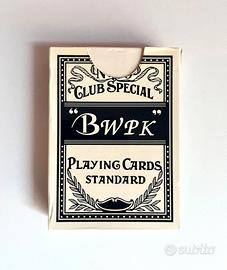 CLUB SPECIAL
"BWPK"
PLAYING CARDS
STANDARD
subito